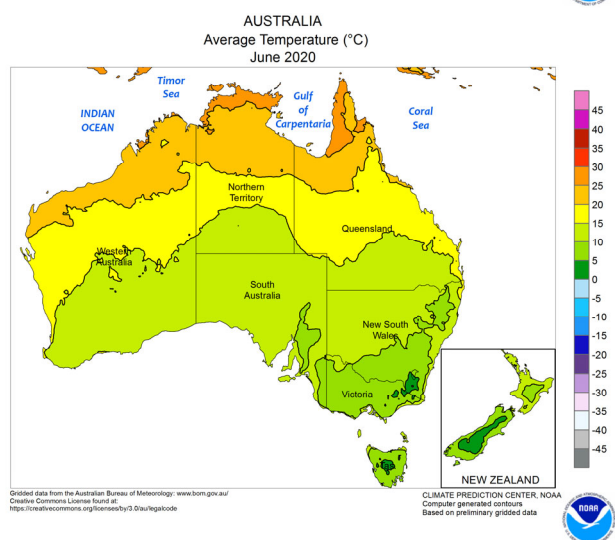 AUSTRALIA
Average Temperature (°C)
June 2020
Timor
Sea
Gulf
of
Carpentaria
Coral
Sea
INDIAN
OCEAN
Northern
Territory
Queensland
Western
Australia
South
Australia
New South
Wales
Victoria
Tas
NEW ZEALAND
45
40
35
30
25
20
15
10
5
0
-5
-10
-15
-20
-25
-30
-35
-40
-45
Gridded data from the Australian Bureau of Meteorology: www.bom.gov.au/
Creative Commons License found at:
https://creativecommons.org/licenses/by/3.0/au/legalcode
CLIMATE PREDICTION CENTER, NOAA
Computer generated contours
Based on preliminary gridded data
NOAA